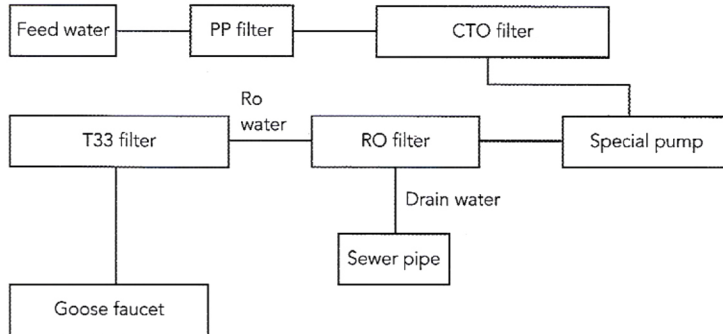 Feed water
PP filter
CTO filter
Ro
water
T33 filter
RO filter
Special pump
Drain water
Sewer pipe
Goose faucet